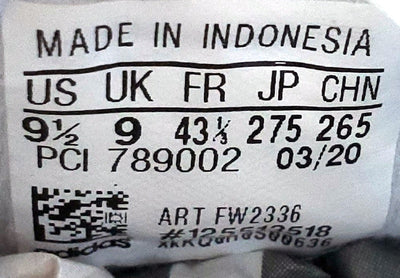 MADE IN INDONESIA
US UK FR JP CHN
9½ 9 43⅓ 275 265
PCI 789002 03/20
ART FW2336
adidas